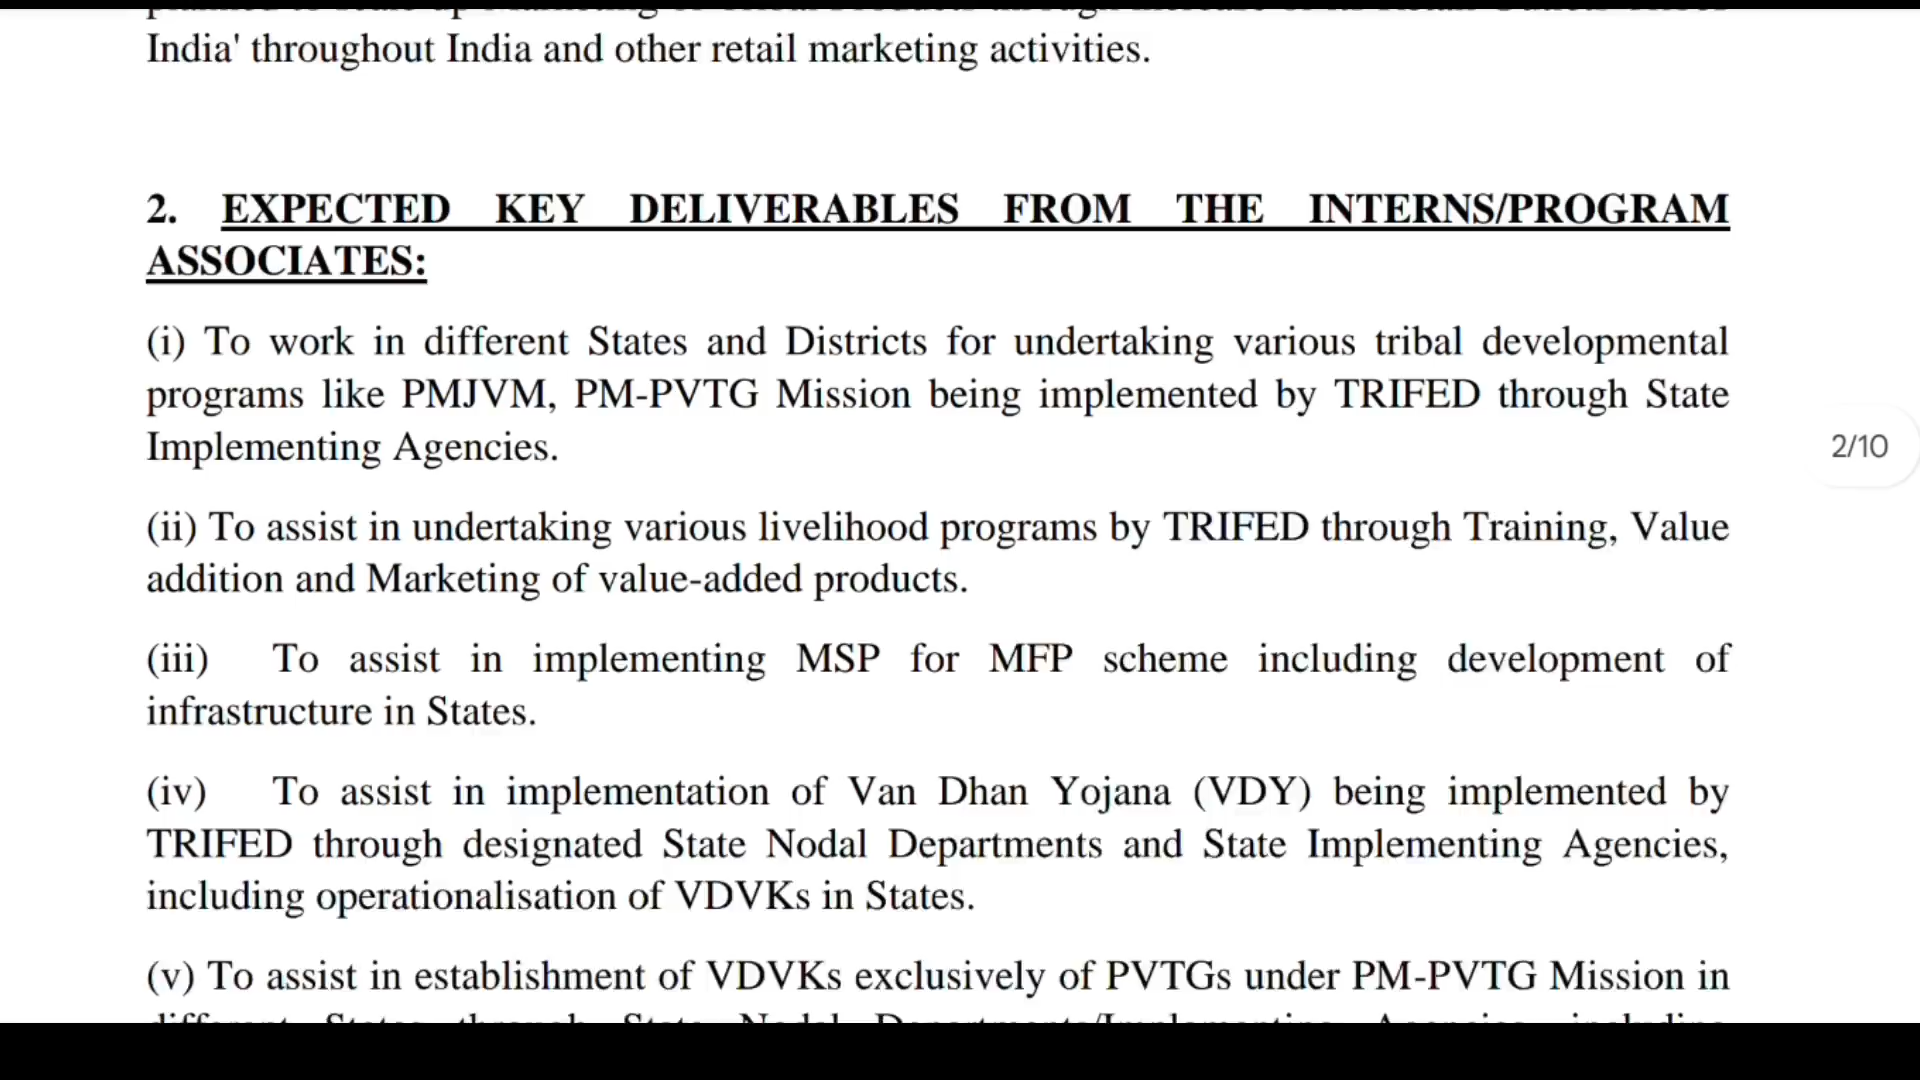 India' throughout India and other retail marketing activities.
2. EXPECTED KEY DELIVERABLES FROM THE INTERNS/PROGRAM
ASSOCIATES:
(i) To work in different States and Districts for undertaking various tribal developmental
programs like PMJVM, PM-PVTG Mission being implemented by TRIFED through State
Implementing Agencies.
2/10
(ii) To assist in undertaking various livelihood programs by TRIFED through Training, Value
addition and Marketing of value-added products.
(iii) To assist in implementing MSP for MFP scheme including development of
infrastructure in States.
(iv) To assist in implementation of Van Dhan Yojana (VDY) being implemented by
TRIFED through designated State Nodal Departments and State Implementing Agencies,
including operationalisation of VDVKs in States.
(v) To assist in establishment of VDVKs exclusively of PVTGs under PM-PVTG Mission in